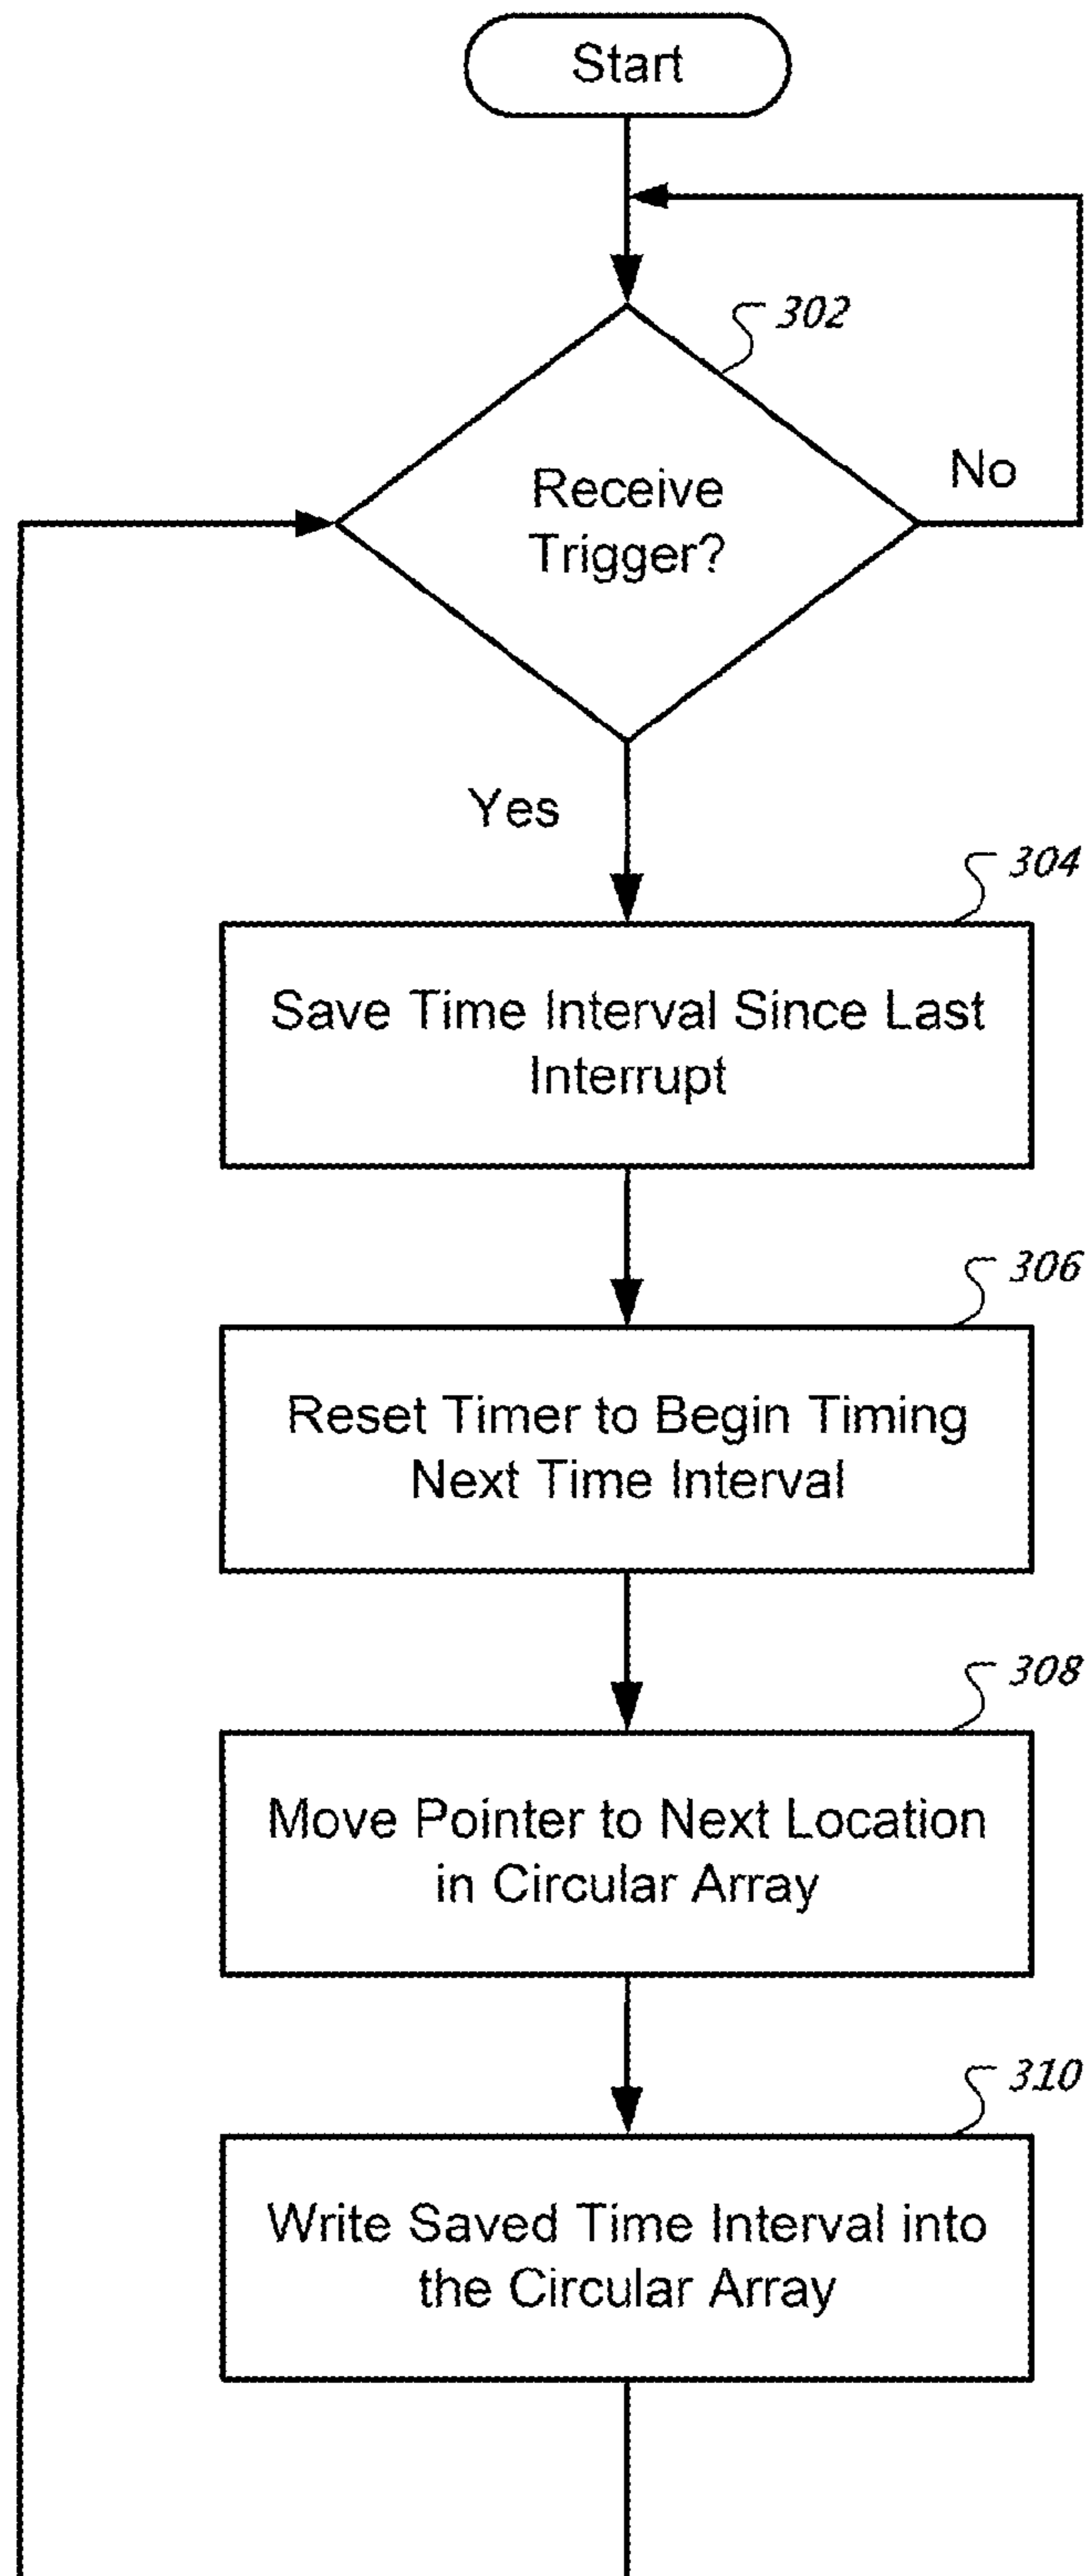 Start
302
Receive
Trigger?
No
Yes
304
Save Time Interval Since Last
Interrupt
306
Reset Timer to Begin Timing
Next Time Interval
308
Move Pointer to Next Location
in Circular Array
310
Write Saved Time Interval into
the Circular Array